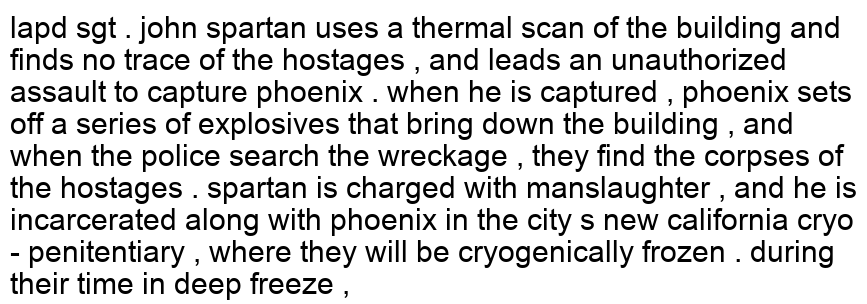 lapd sgt . john spartan uses a thermal scan of the building and
finds no trace of the hostages , and leads an unauthorized
assault to capture phoenix . when he is captured , phoenix sets
off a series of explosives that bring down the building , and
when the police search the wreckage , they find the corpses of
the hostages . spartan is charged with manslaughter , and he is
incarcerated along with phoenix in the city s new california cryo
- penitentiary , where they will be cryogenically frozen . during
their time in deep freeze ,